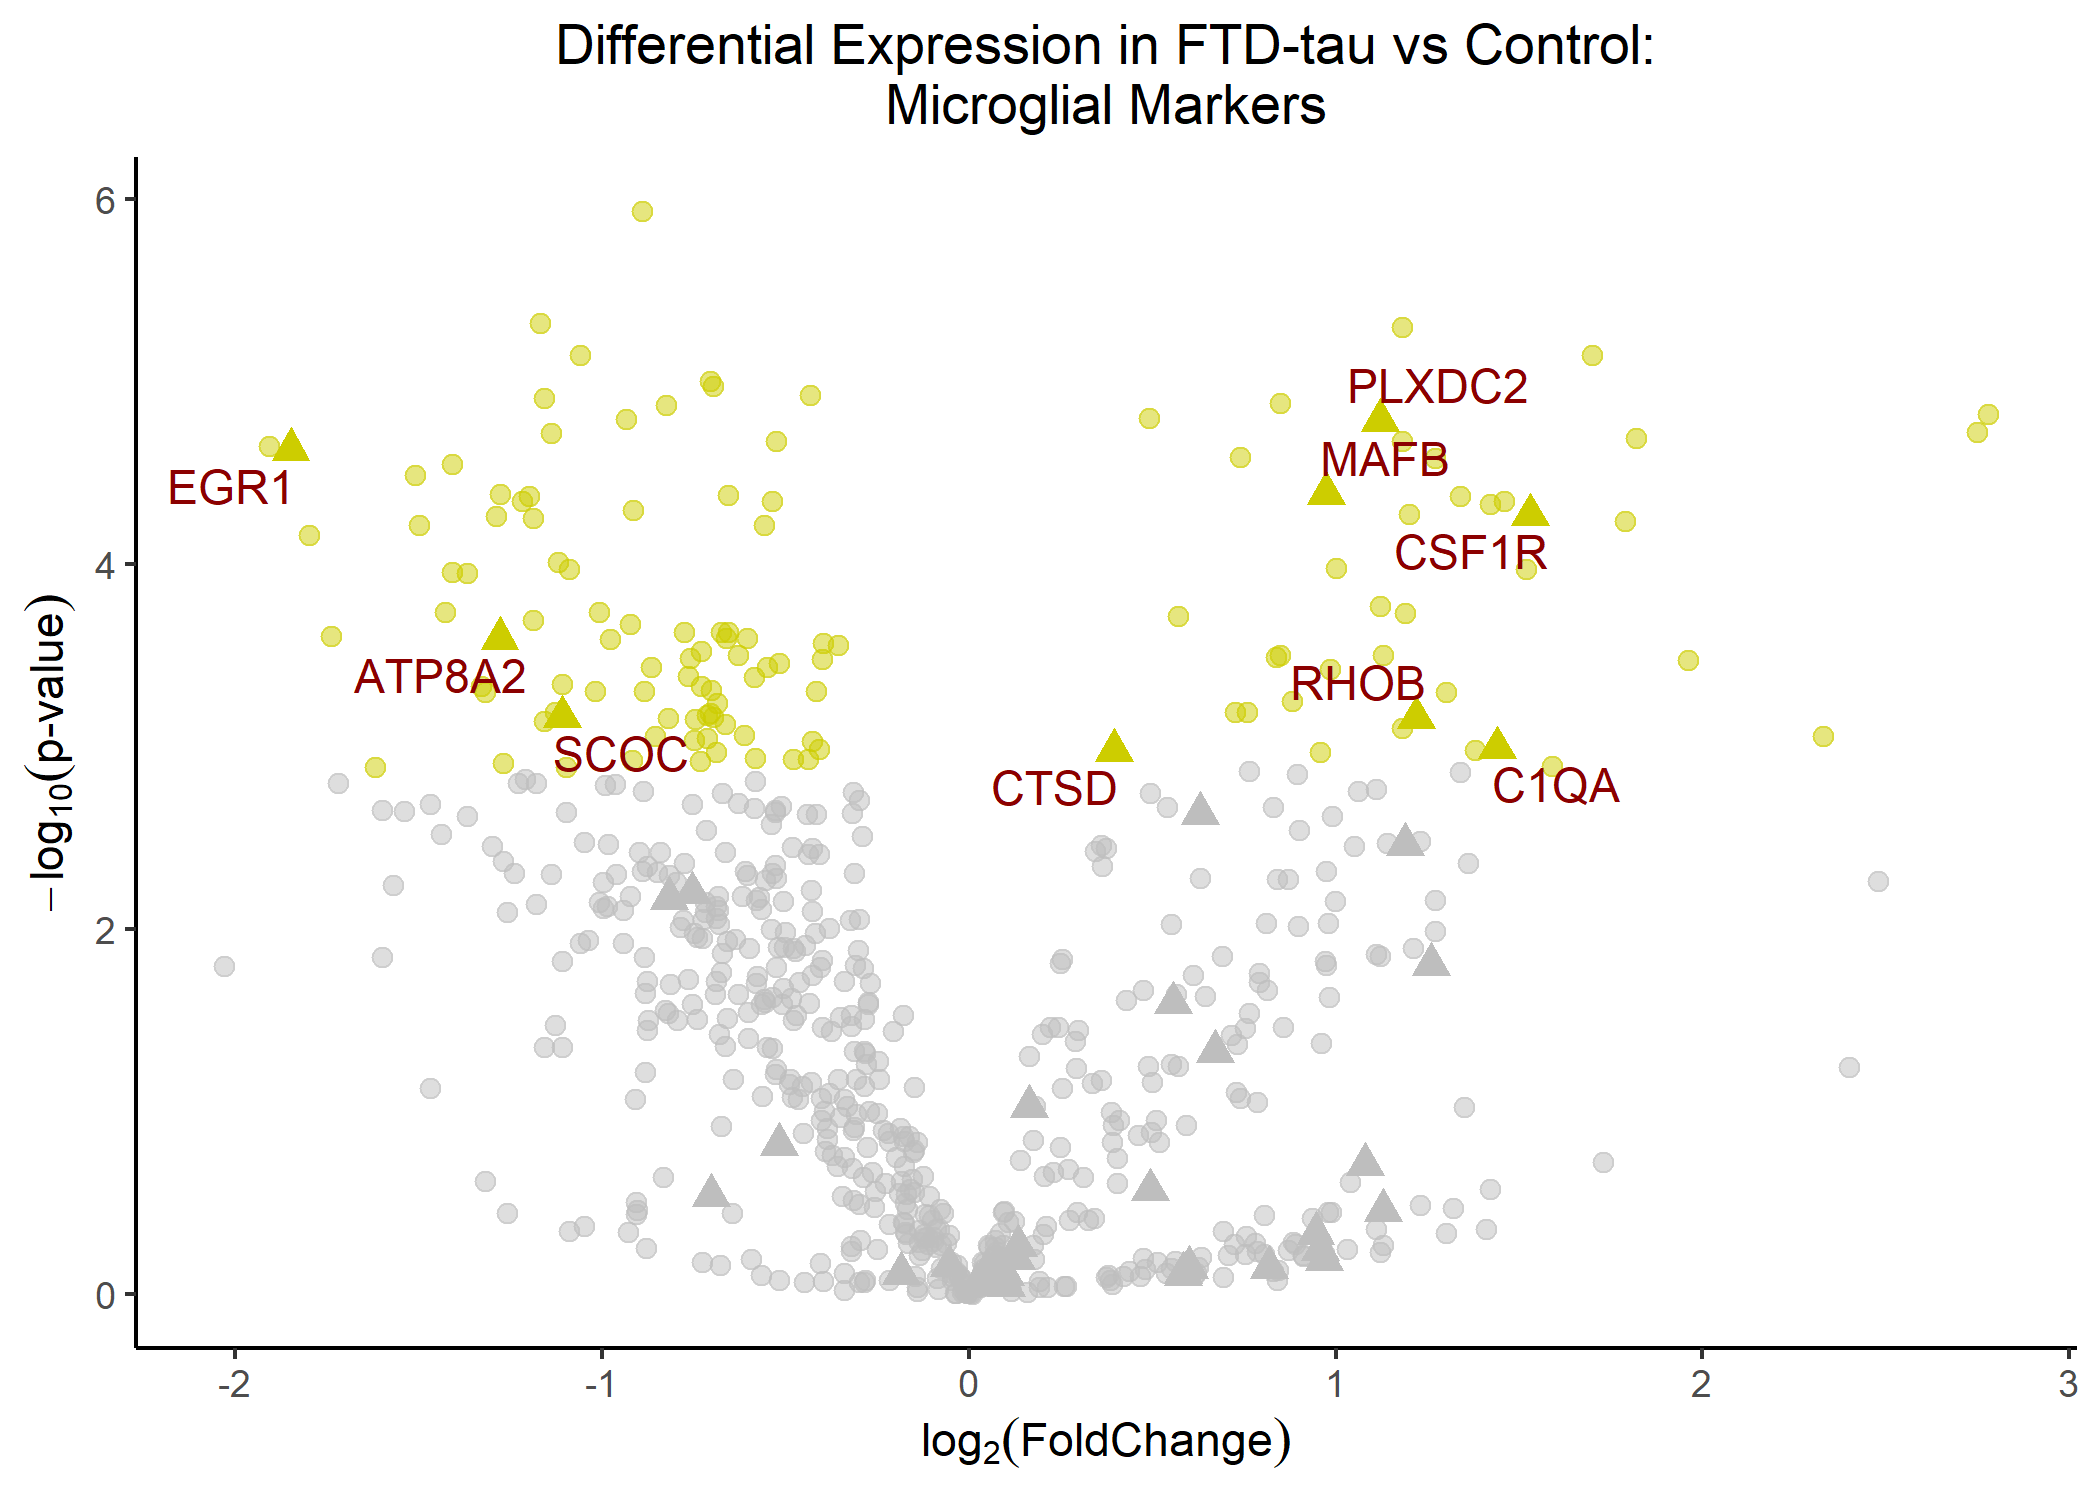 Differential Expression in FTD-tau vs Control:
Microglial Markers
6
4
2
0
−log₁₀(p-value)
PLXDC2
MAFB
EGR1
CSF1R
ATP8A2
RHOB
SCOC
CTSD
C1QA
-2
-1
0
1
2
3
log₂(FoldChange)